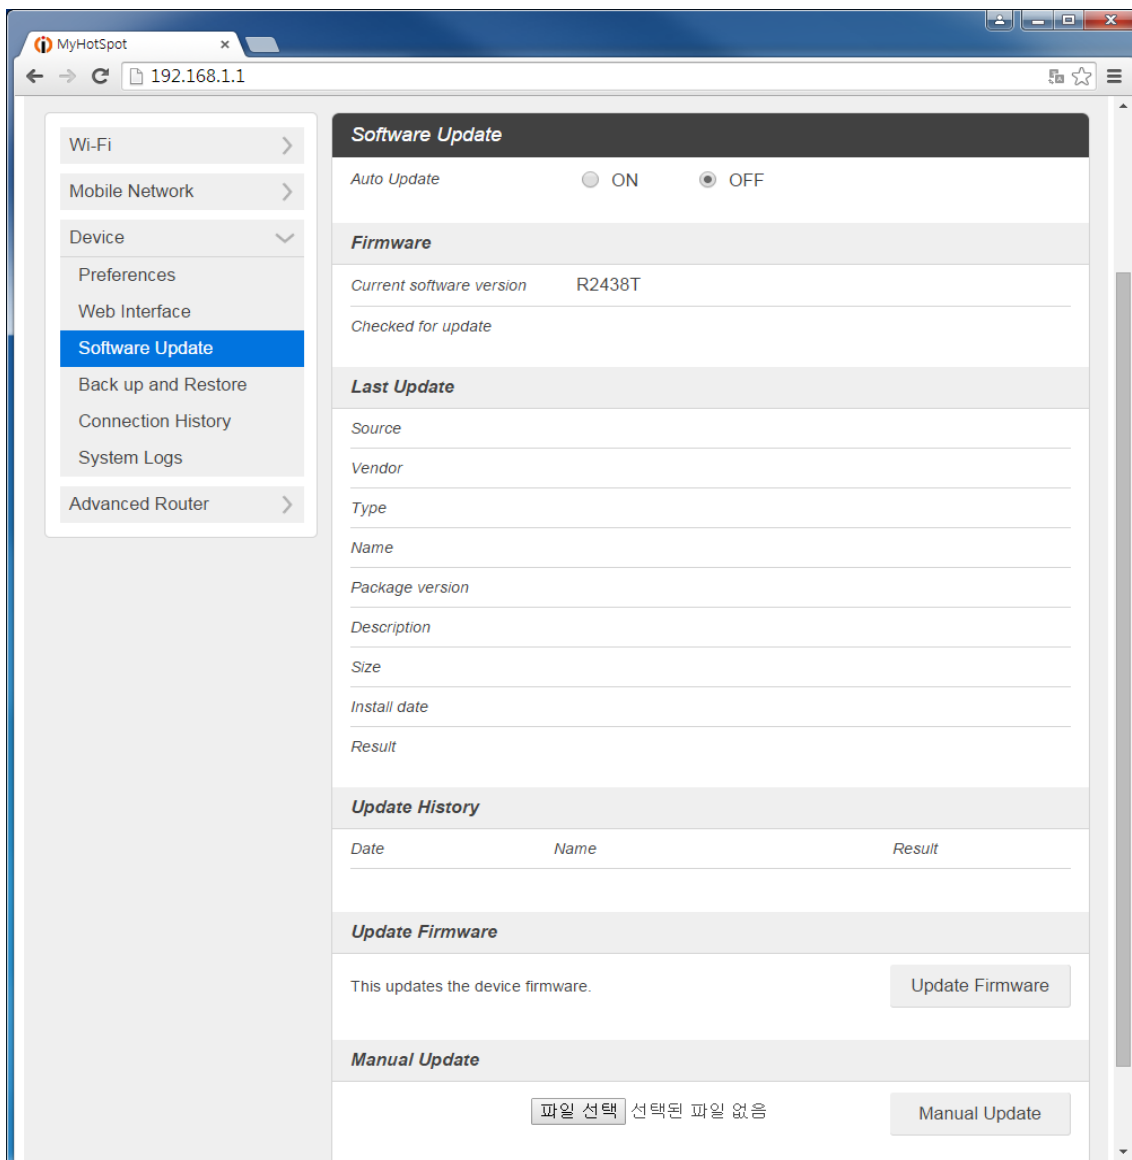 MyHotSpot
192.168.1.1
Wi-Fi
Mobile Network
Device
Preferences
Web Interface
Software Update
Back up and Restore
Connection History
System Logs
Advanced Router
Software Update
Auto Update ON OFF
Firmware
Current software version R2438T
Checked for update
Last Update
Source
Vendor
Type
Name
Package version
Description
Size
Install date
Result
Update History
Date Name Result
Update Firmware
This updates the device firmware. Update Firmware
Manual Update
파일 선택 선택된 파일 없음 Manual Update